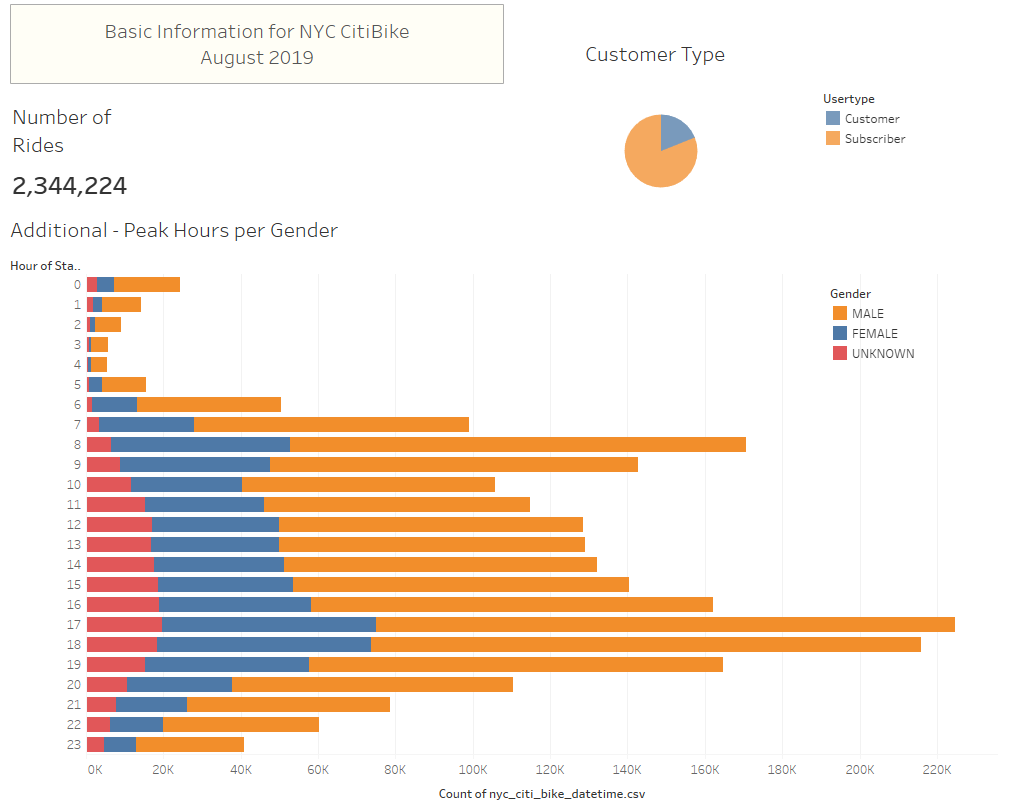 Basic Information for NYC CitiBike
August 2019
Customer Type
Usertype
Customer
Subscriber
Number of
Rides
2,344,224
Additional - Peak Hours per Gender
Hour of Sta..
0
1
2
3
4
5
6
7
8
9
10
11
12
13
14
15
16
17
18
19
20
21
22
23
Gender
MALE
FEMALE
UNKNOWN
0K 20K 40K 60K 80K 100K 120K 140K 160K 180K 200K 220K
Count of nyc_citi_bike_datetime.csv